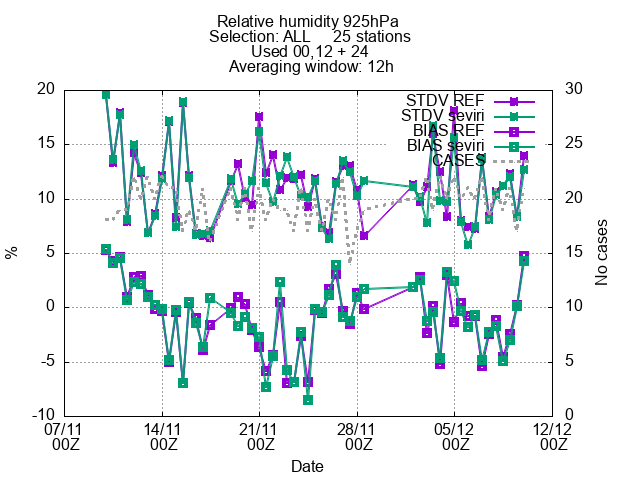 Relative humidity 925hPa
Selection: ALL 25 stations
Used 00,12 + 24
Averaging window: 12h
STDV REF
STDV seviri
BIAS REF
BIAS seviri
CASES
20
15
10
5
0
-5
-10
%
30
25
20
15
10
5
0
No cases
07/11 14/11 21/11 28/11 05/12 12/12
00Z 00Z 00Z 00Z 00Z 00Z
Date